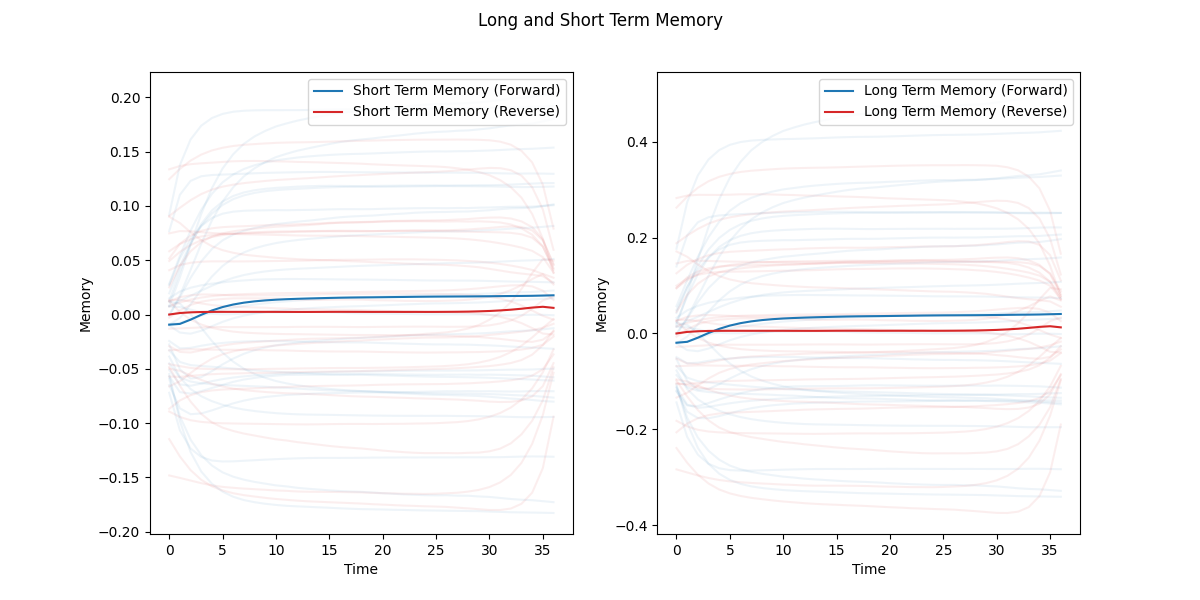 Long and Short Term Memory
Short Term Memory (Forward)
Short Term Memory (Reverse)
0.20
0.15
0.10
0.05
0.00
−0.05
−0.10
−0.15
−0.20
Memory
0 5 10 15 20 25 30 35
Time
Long Term Memory (Forward)
Long Term Memory (Reverse)
0.4
0.2
0.0
−0.2
−0.4
Memory
0 5 10 15 20 25 30 35
Time